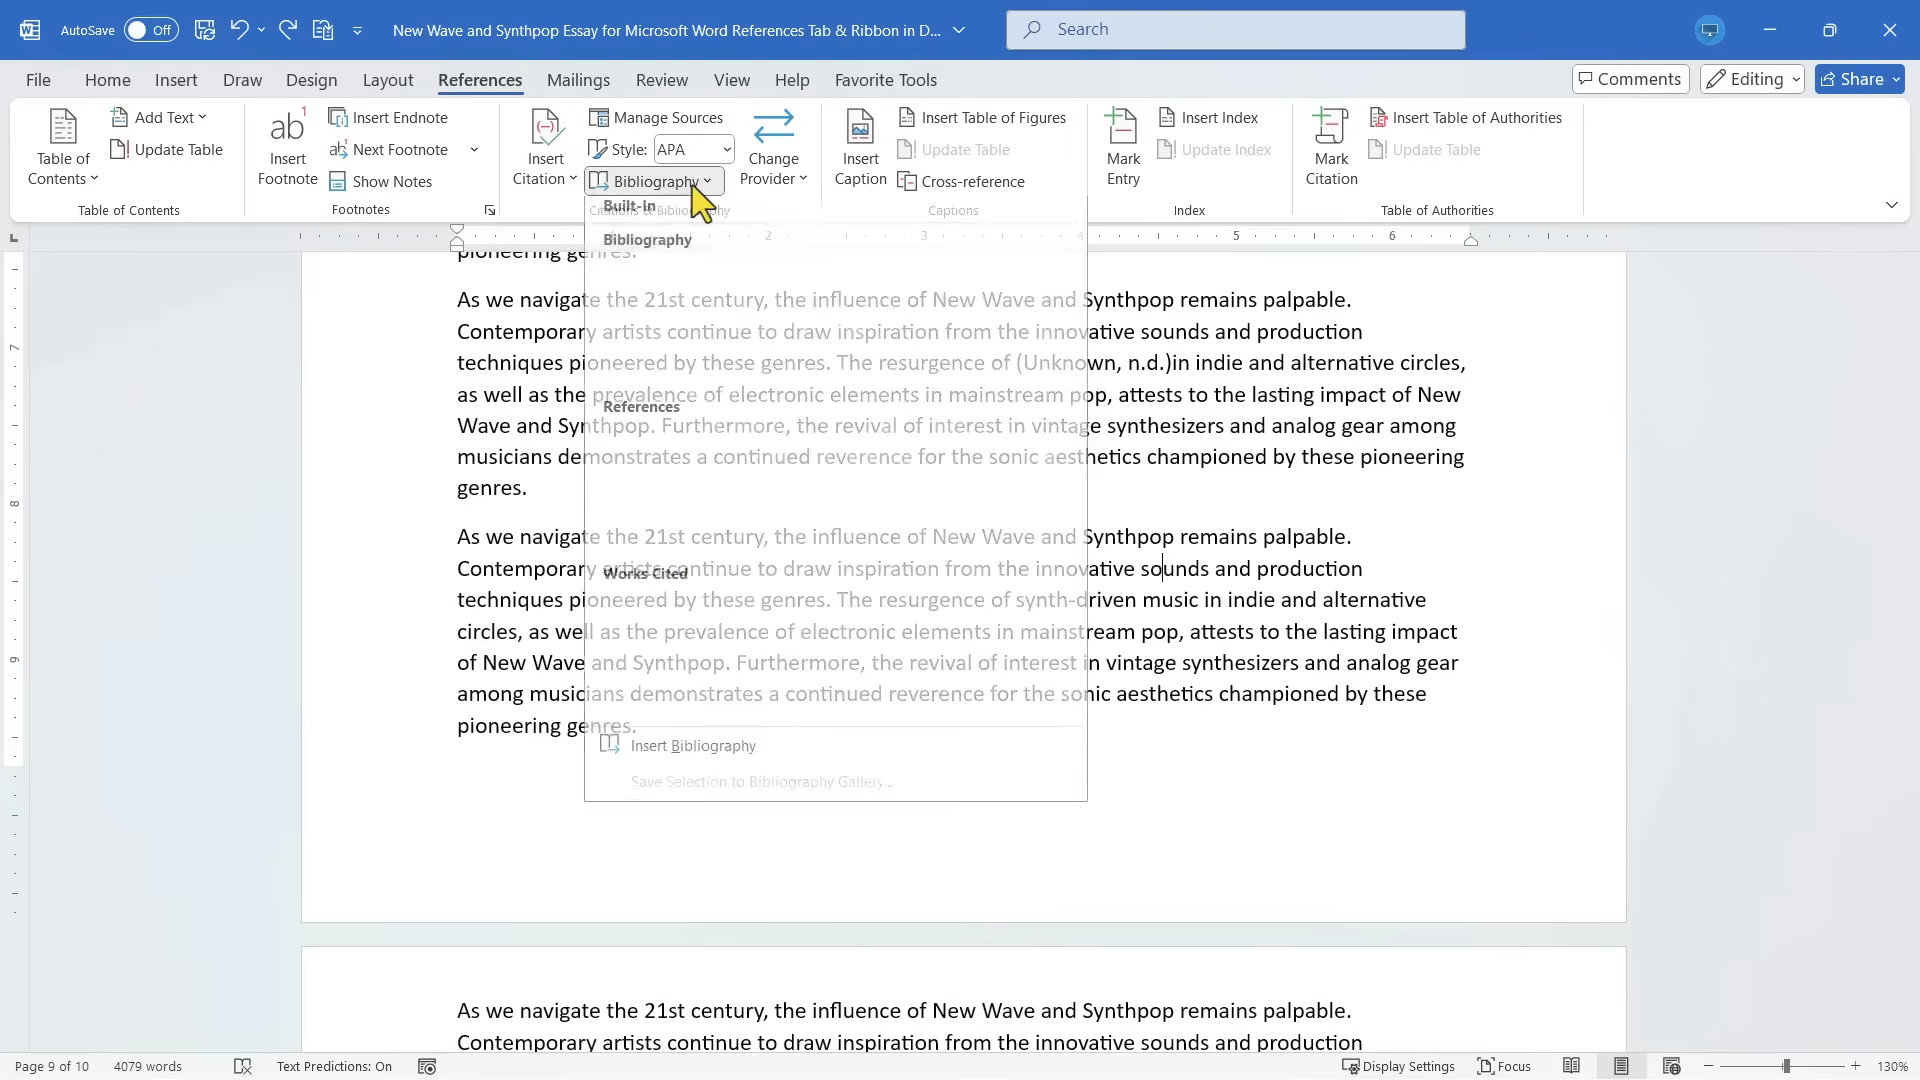 AutoSave Off New Wave and Synthpop Essay for Microsoft Word References Tab & Ribbon in D... Search
File Home Insert Draw Design Layout References Mailings Review View Help Favorite Tools Comments Editing Share
Table of Contents
Add Text
Update Table
Table of Contents
ab1
Insert Footnote
Insert Endnote
Next Footnote
Show Notes
Footnotes
Insert Citation
Manage Sources
Style: APA
Bibliography
Change Provider
Citations & Bibliography
Insert Caption
Insert Table of Figures
Update Table
Cross-reference
Captions
Mark Entry
Insert Index
Update Index
Index
Mark Citation
Insert Table of Authorities
Update Table
Table of Authorities
Built-In
Bibliography
References
Works Cited
Insert Bibliography
Save Selection to Bibliography Gallery...
2 3 4 5 6
7
8
9
pioneering genres.
As we navigate the 21st century, the influence of New Wave and Synthpop remains palpable.
Contemporary artists continue to draw inspiration from the innovative sounds and production
techniques pioneered by these genres. The resurgence of (Unknown, n.d.)in indie and alternative circles,
as well as the prevalence of electronic elements in mainstream pop, attests to the lasting impact of New
Wave and Synthpop. Furthermore, the revival of interest in vintage synthesizers and analog gear among
musicians demonstrates a continued reverence for the sonic aesthetics championed by these pioneering
genres.
As we navigate the 21st century, the influence of New Wave and Synthpop remains palpable.
Contemporary artists continue to draw inspiration from the innovative sounds and production
techniques pioneered by these genres. The resurgence of synth-driven music in indie and alternative
circles, as well as the prevalence of electronic elements in mainstream pop, attests to the lasting impact
of New Wave and Synthpop. Furthermore, the revival of interest in vintage synthesizers and analog gear
among musicians demonstrates a continued reverence for the sonic aesthetics championed by these
pioneering genres.
As we navigate the 21st century, the influence of New Wave and Synthpop remains palpable.
Contemporary artists continue to draw inspiration from the innovative sounds and production
Page 9 of 10 4079 words Text Predictions: On Display Settings Focus 130%